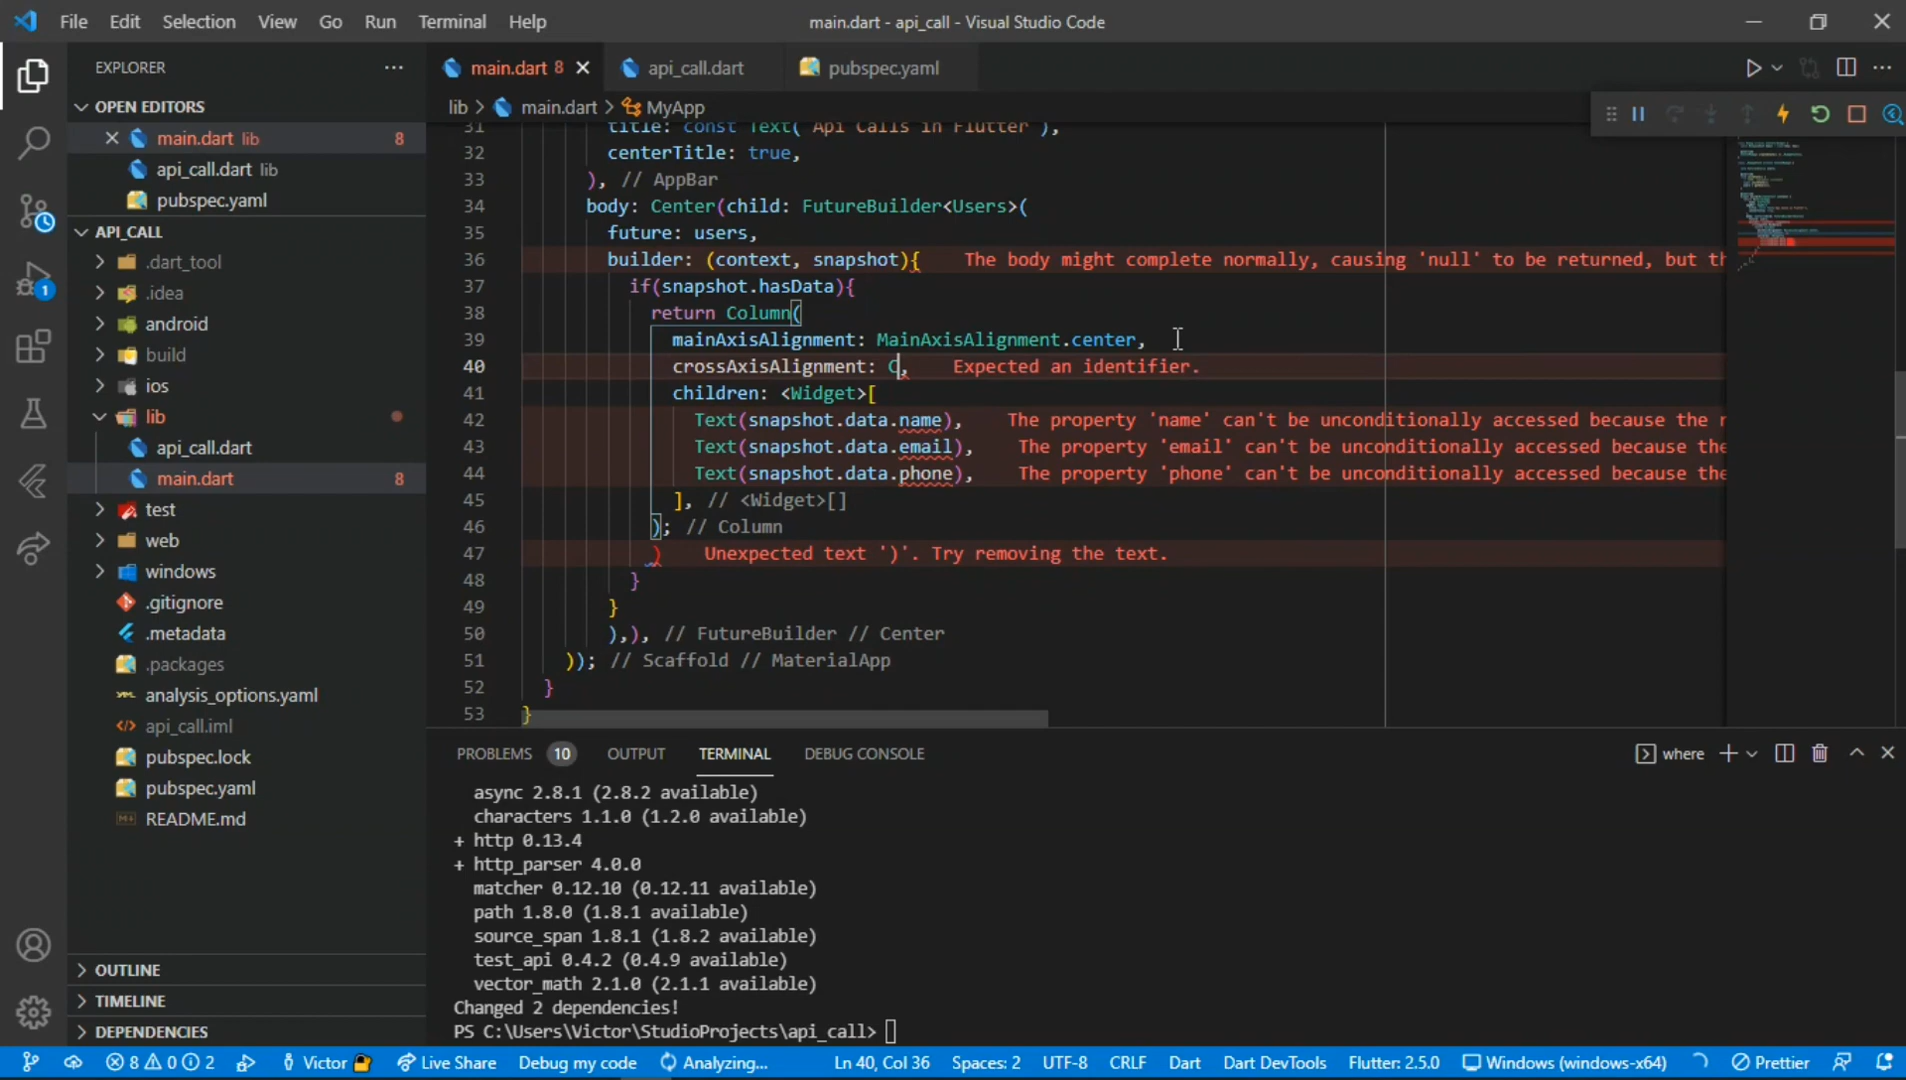 File Edit Selection View Go Run Terminal Help
main.dart - api_call - Visual Studio Code
EXPLORER
OPEN EDITORS
main.dart lib 8
api_call.dart lib
pubspec.yaml
API_CALL
.dart_tool
.idea
android
build
ios
lib
api_call.dart
main.dart 8
test
web
windows
.gitignore
.metadata
.packages
analysis_options.yaml
api_call.iml
pubspec.lock
pubspec.yaml
README.md
OUTLINE
TIMELINE
DEPENDENCIES
1
main.dart 8
api_call.dart
pubspec.yaml
lib > main.dart > MyApp
31 title: const Text('Api Calls in Flutter'),
32 centerTitle: true,
33 ), // AppBar
34 body: Center(child: FutureBuilder<Users>(
35 future: users,
36 builder: (context, snapshot){ The body might complete normally, causing 'null' to be returned, but th
37 if(snapshot.hasData){
38 return Column(
39 mainAxisAlignment: MainAxisAlignment.center,
40 crossAxisAlignment: C, Expected an identifier.
41 children: <Widget>[
42 Text(snapshot.data.name), The property 'name' can't be unconditionally accessed because the r
43 Text(snapshot.data.email), The property 'email' can't be unconditionally accessed because the
44 Text(snapshot.data.phone), The property 'phone' can't be unconditionally accessed because the
45 ], // <Widget>[]
46 ); // Column
47 ) Unexpected text ')'. Try removing the text.
48 }
49 }
50 ),), // FutureBuilder // Center
51 )); // Scaffold // MaterialApp
52 }
53 }
PROBLEMS 10 OUTPUT TERMINAL DEBUG CONSOLE
where
async 2.8.1 (2.8.2 available)
characters 1.1.0 (1.2.0 available)
+ http 0.13.4
+ http_parser 4.0.0
matcher 0.12.10 (0.12.11 available)
path 1.8.0 (1.8.1 available)
source_span 1.8.1 (1.8.2 available)
test_api 0.4.2 (0.4.9 available)
vector_math 2.1.0 (2.1.1 available)
Changed 2 dependencies!
PS C:\Users\Victor\StudioProjects\api_call>
8 0 2 Victor Live Share Debug my code Analyzing... Ln 40, Col 36 Spaces: 2 UTF-8 CRLF Dart Dart DevTools Flutter: 2.5.0 Windows (windows-x64) Prettier